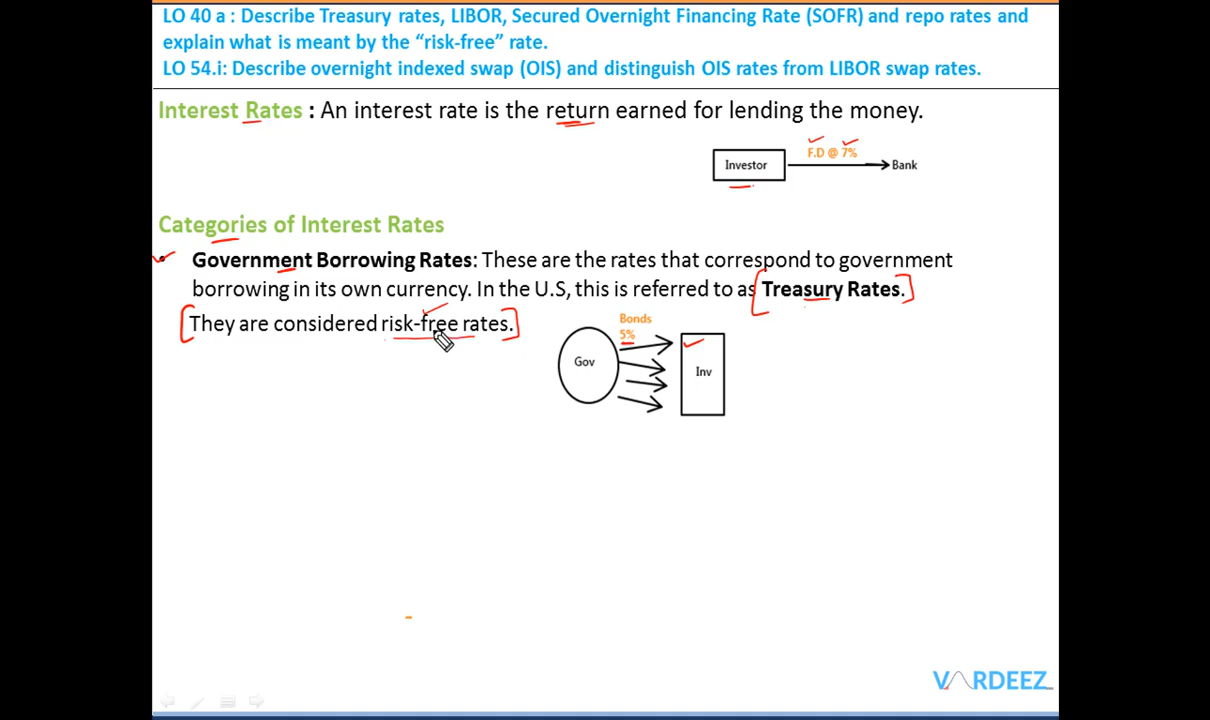 LO 40 a : Describe Treasury rates, LIBOR, Secured Overnight Financing Rate (SOFR) and repo rates and
explain what is meant by the “risk-free” rate.
LO 54.i: Describe overnight indexed swap (OIS) and distinguish OIS rates from LIBOR swap rates.
Interest Rates : An interest rate is the return earned for lending the money.
F.D @ 7%
Investor
Bank
Categories of Interest Rates
• Government Borrowing Rates: These are the rates that correspond to government
borrowing in its own currency. In the U.S, this is referred to as Treasury Rates.
They are considered risk-free rates.
Bonds
5%
Gov
Inv
VARDEEZ